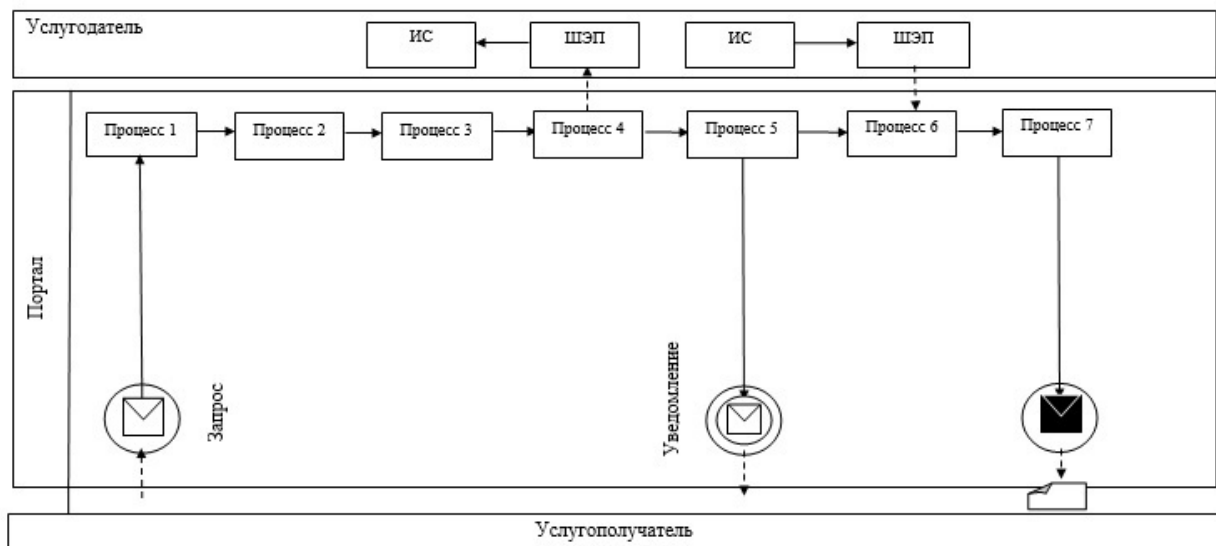 Услугодатель
ИС
ШЭП
ИС
ШЭП
Процесс 1
Процесс 2
Процесс 3
Процесс 4
Процесс 5
Процесс 6
Процесс 7
Портал
Запрос
Уведомление
Услугополучатель